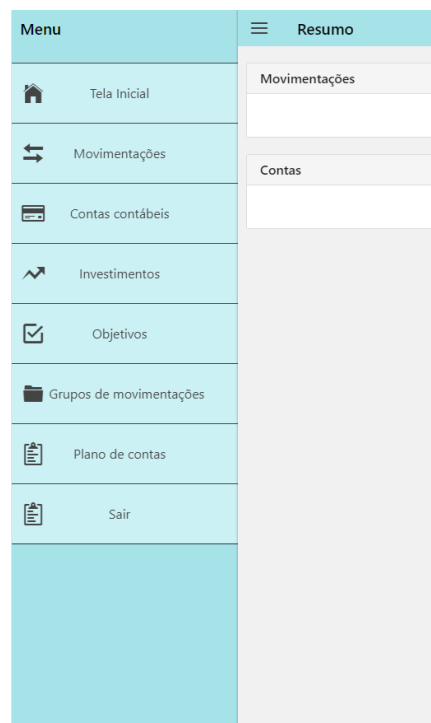 Menu
Tela Inicial
Movimentações
Contas contábeis
Investimentos
Objetivos
Grupos de movimentações
Plano de contas
Sair
Resumo
Movimentações
Contas